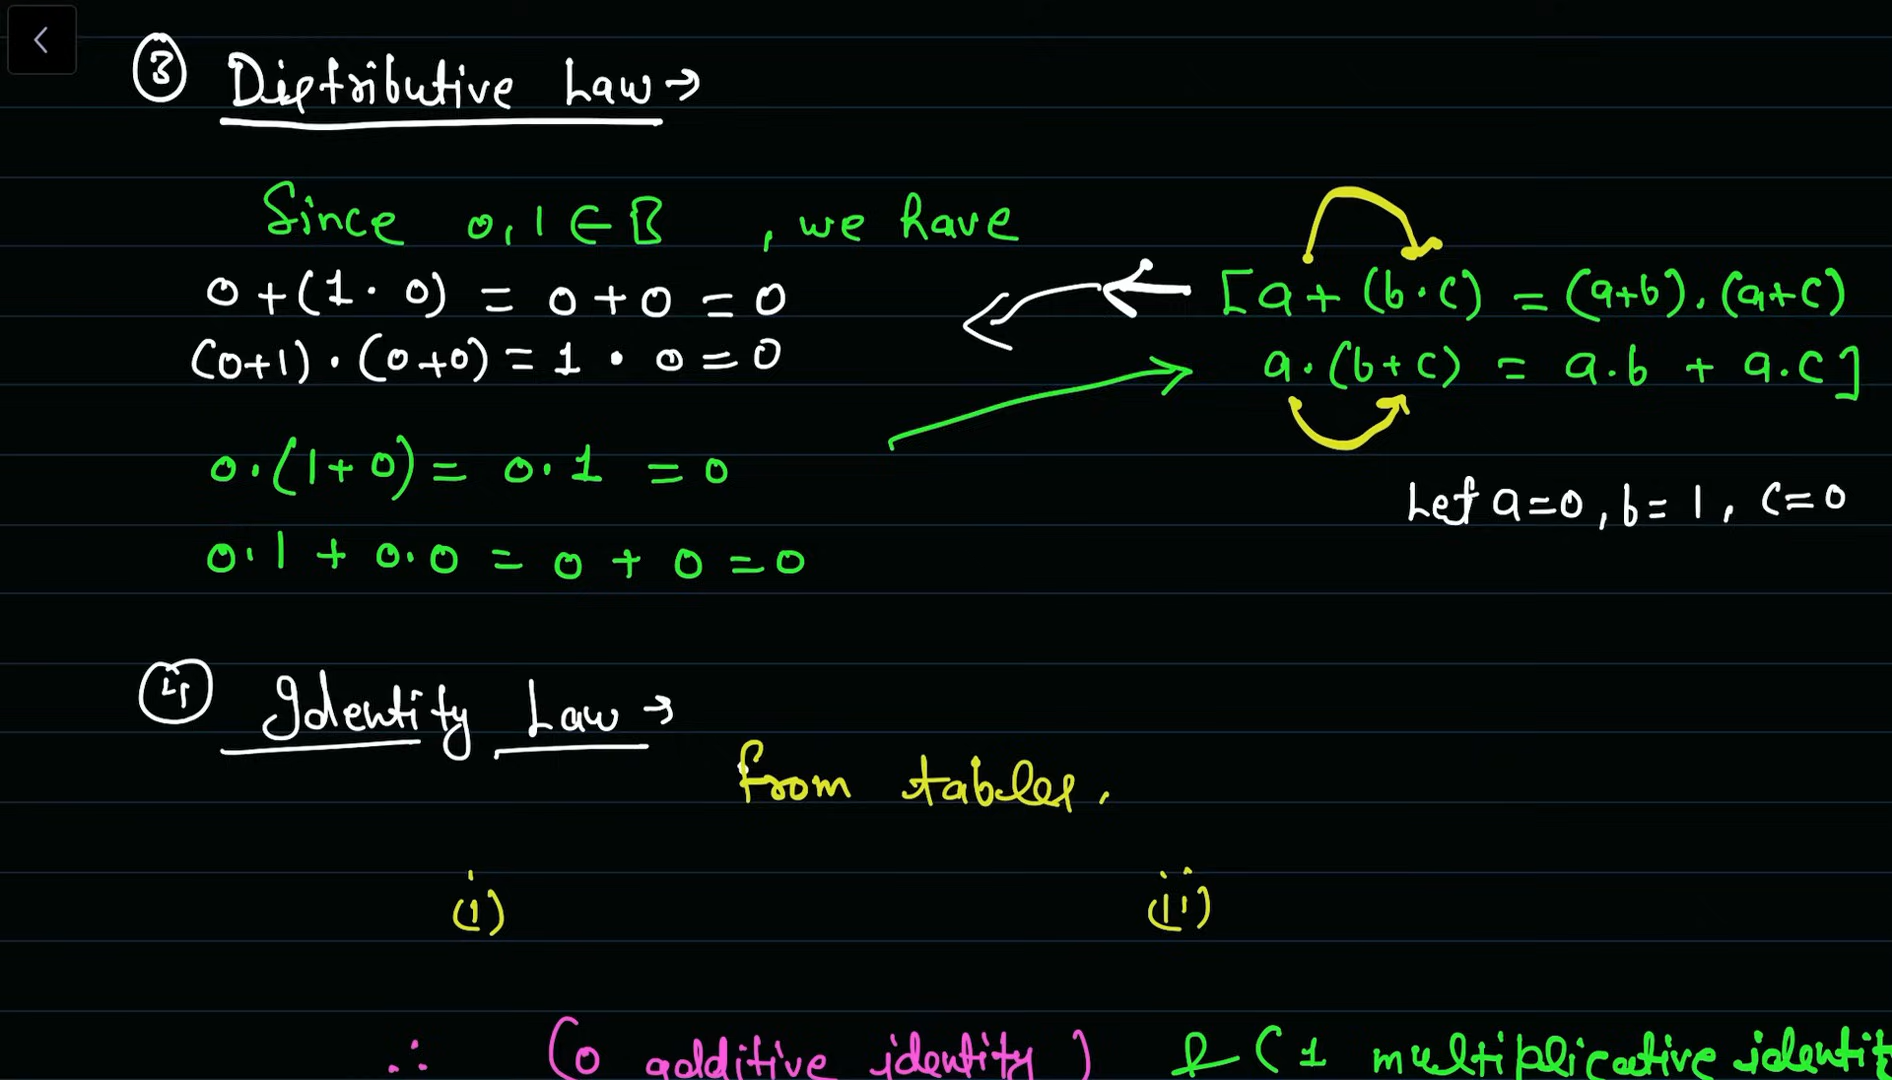 ③ Distributive Law →
Since 0, 1 ∈ B , we have
0 + (1 · 0) = 0 + 0 = 0
(0+1) · (0+0) = 1 · 0 = 0
[a + (b · c) = (a+b) . (a+c)
a . (b + c) = a . b + a . c]
0 . (1 + 0) = 0 . 1 = 0
Let a = 0 , b = 1 , c = 0
0 . 1 + 0 . 0 = 0 + 0 = 0
④ Identity Law →
from tables ,
(i) (ii)
∴ (0 additive identity) & (1 multiplicative identit